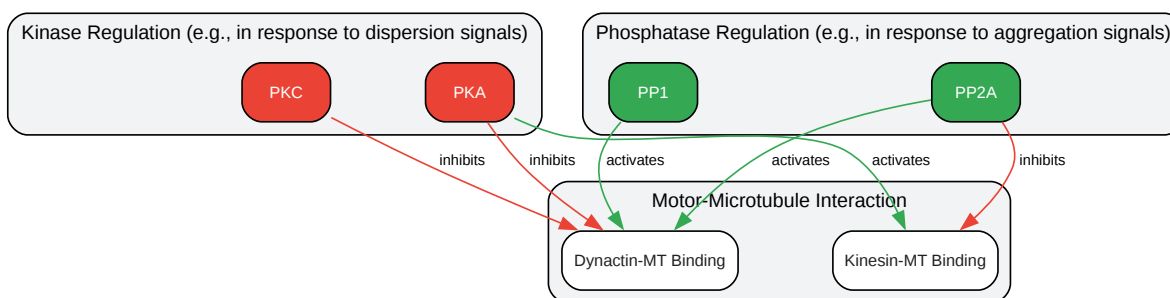 Kinase Regulation (e.g., in response to dispersion signals)
Phosphatase Regulation (e.g., in response to aggregation signals)
PKC
PKA
PP1
PP2A
inhibits
inhibits
activates
activates
activates
inhibits
Motor-Microtubule Interaction
Dynactin-MT Binding
Kinesin-MT Binding